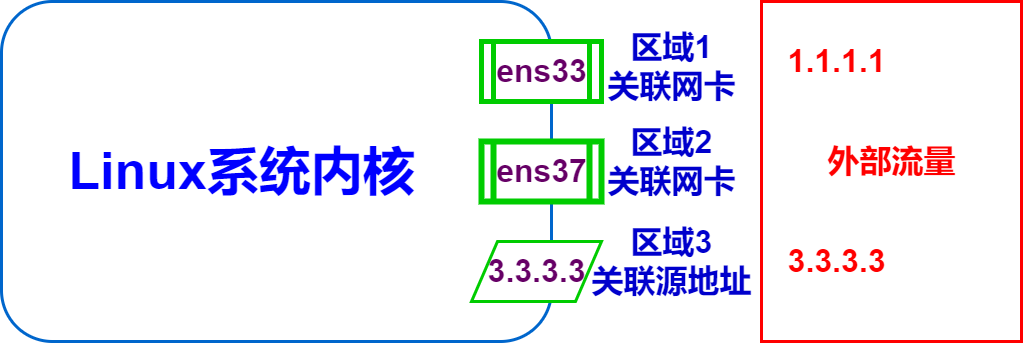 Linux系统内核
ens33
区域1
关联网卡
ens37
区域2
关联网卡
3.3.3.3
区域3
关联源地址
1.1.1.1
外部流量
3.3.3.3